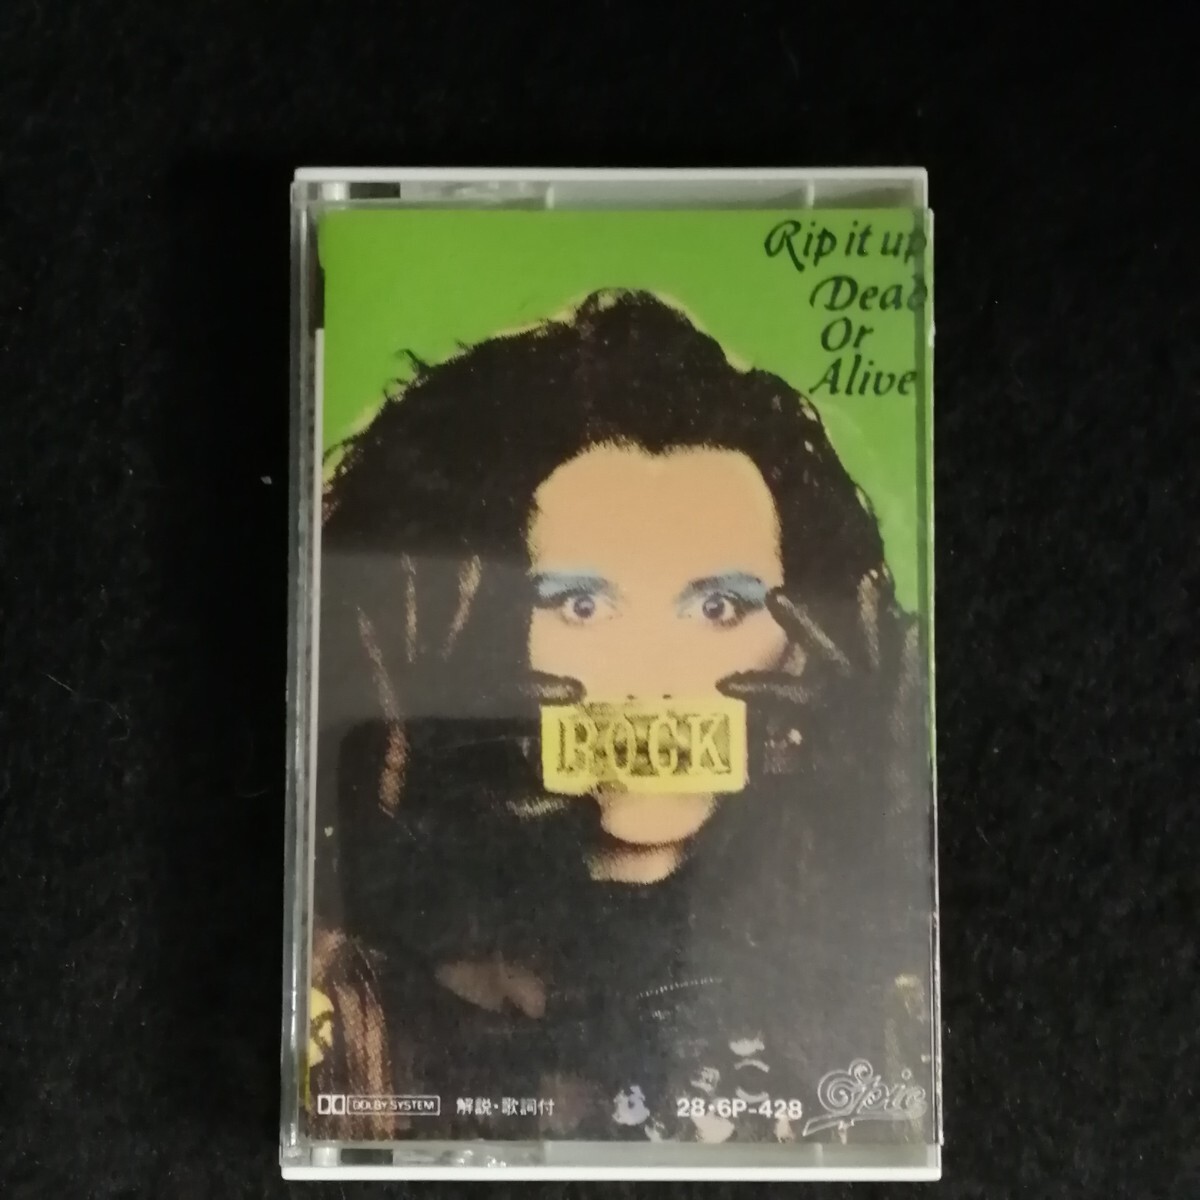 Rip it up
Dead
Or
Alive
ROCK
DOLBY SYSTEM 解説・歌詞付 28・6P-428 Epic